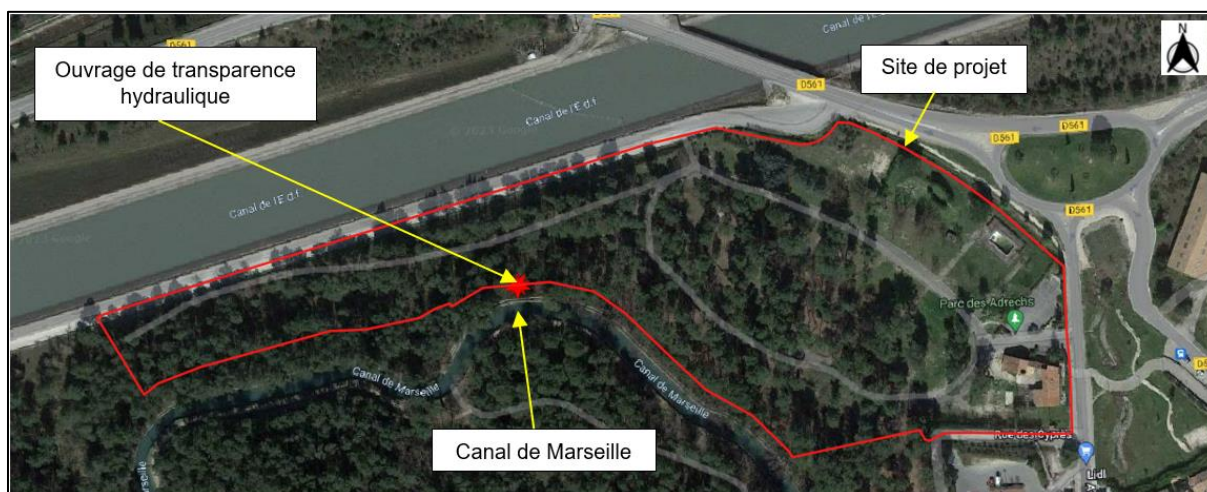 Ouvrage de transparence
hydraulique
Site de projet
N
D561
D561
Canal de l'E.d.f
D561
D561
Canal de l'E.d.f
D561
Canal de l'E.d.f
D561
Parc des Adrechs
Canal de Marseille
Canal de Marseille
Canal de Marseille
Rue des Cyprès
Lidl